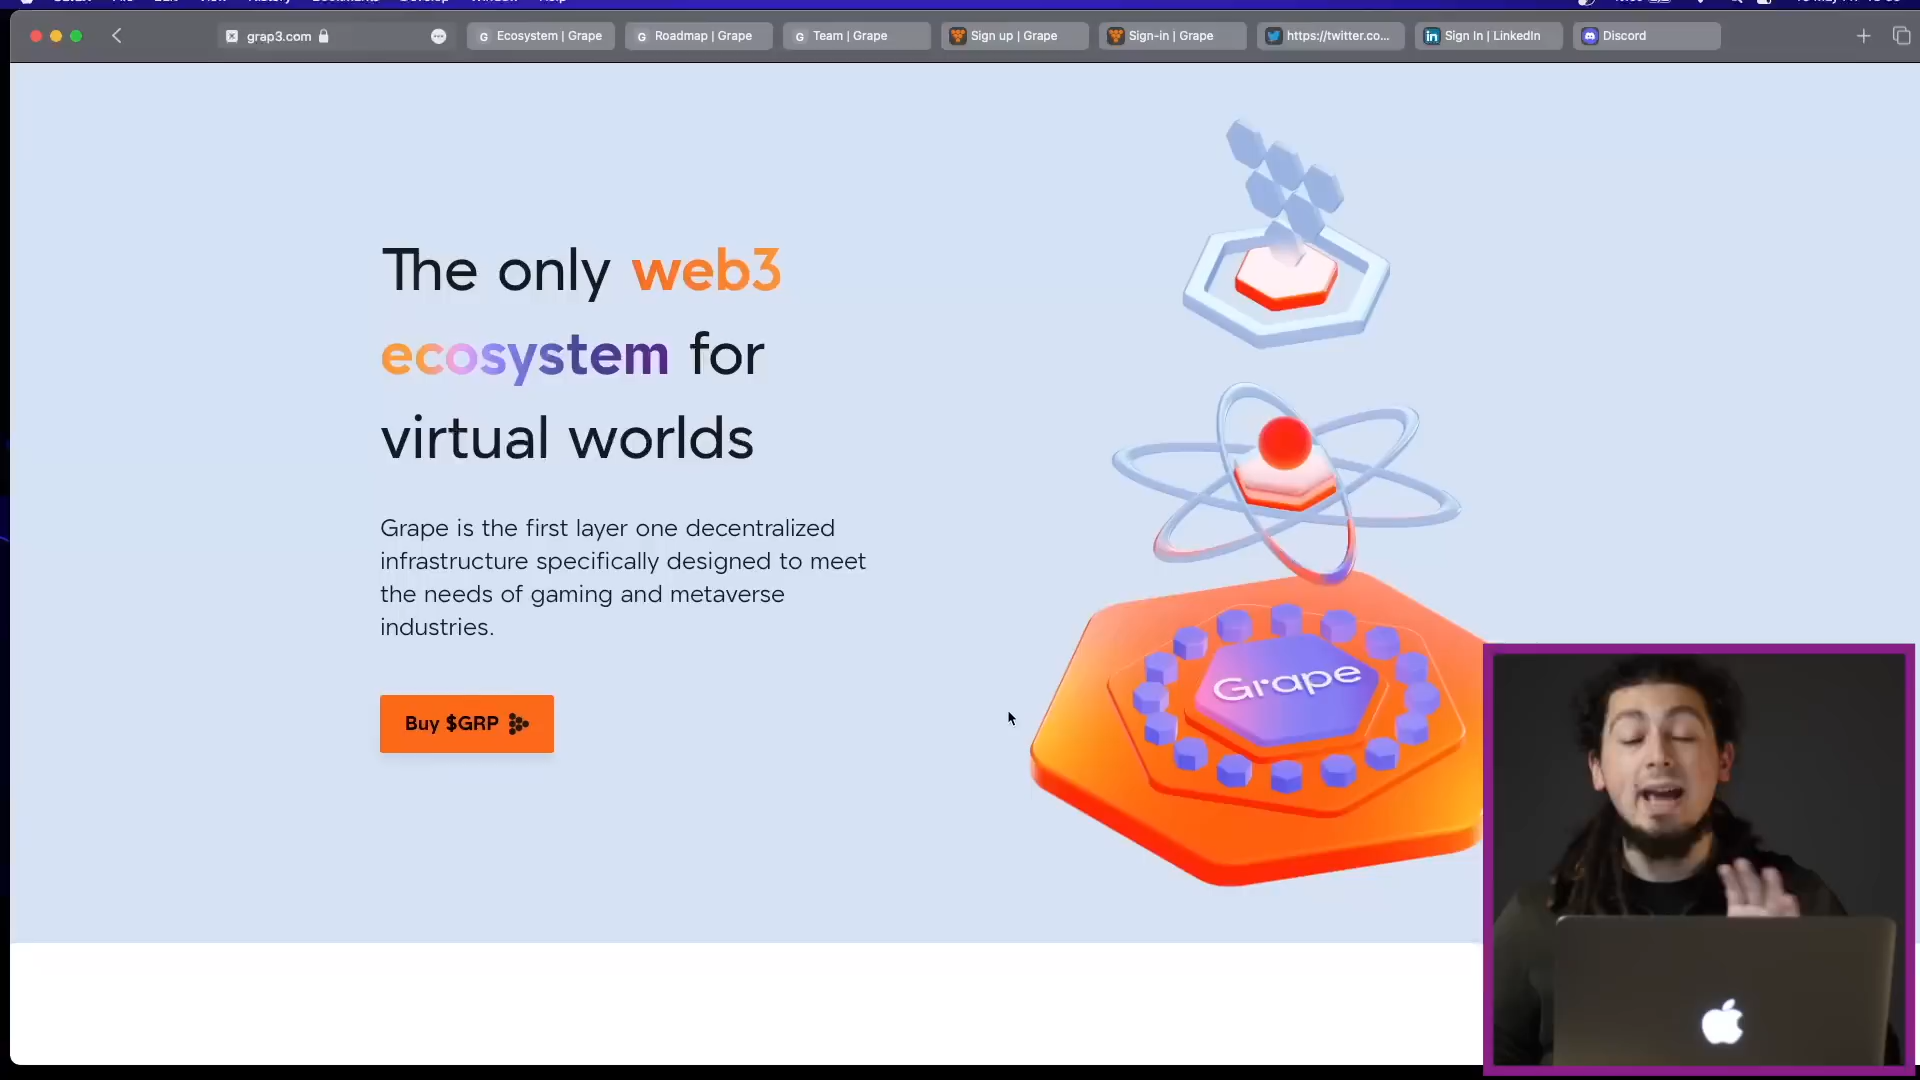 grap3.com
Ecosystem | Grape
Roadmap | Grape
Team | Grape
Sign up | Grape
Sign-in | Grape
https://twitter.co...
Sign In | LinkedIn
Discord
The only web3
ecosystem for
virtual worlds
Grape is the first layer one decentralized
infrastructure specifically designed to meet
the needs of gaming and metaverse
industries.
Buy $GRP
Grape